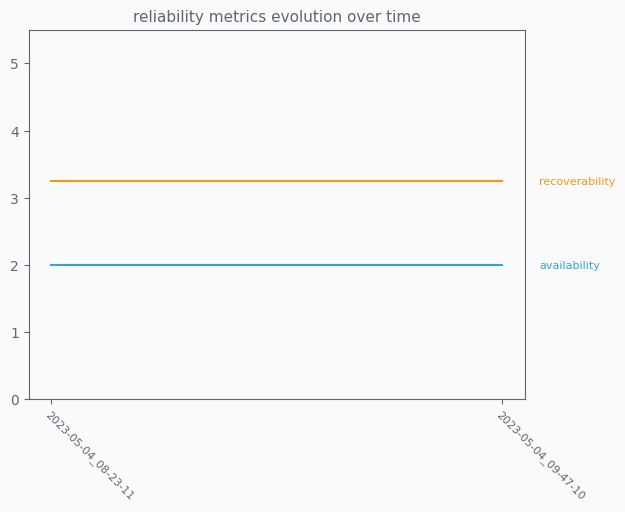 reliability metrics evolution over time
5
4
3
2
1
0
recoverability
availability
2023-05-04_08-23-11
2023-05-04_09-47-10